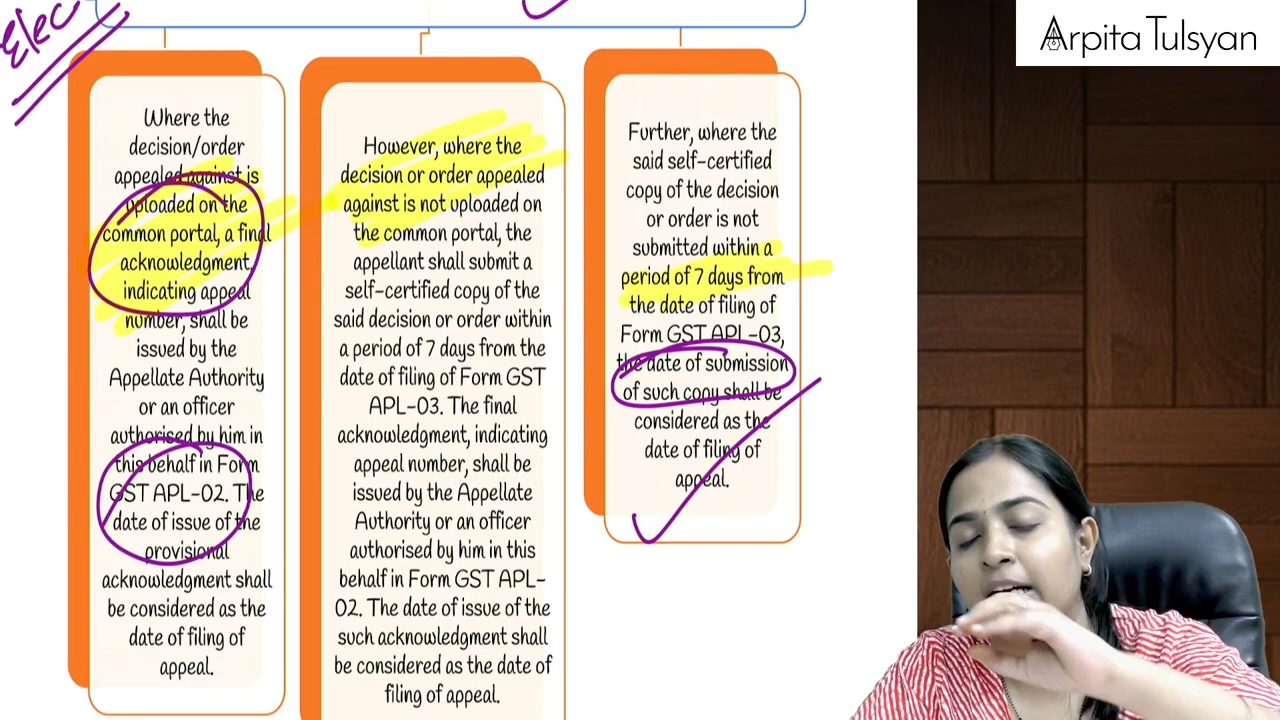 Elec
Arpita Tulsyan
Where the
decision/order
appealed against is
uploaded on the
common portal, a final
acknowledgment,
indicating appeal
number, shall be
issued by the
Appellate Authority
or an officer
authorised by him in
this behalf in Form
GST APL-02. The
date of issue of the
provisional
acknowledgment shall
be considered as the
date of filing of
appeal.
However, where the
decision or order appealed
against is not uploaded on
the common portal, the
appellant shall submit a
self-certified copy of the
said decision or order within
a period of 7 days from the
date of filing of Form GST
APL-03. The final
acknowledgment, indicating
appeal number, shall be
issued by the Appellate
Authority or an officer
authorised by him in this
behalf in Form GST APL-
02. The date of issue of the
such acknowledgment shall
be considered as the date of
filing of appeal.
Further, where the
said self-certified
copy of the decision
or order is not
submitted within a
period of 7 days from
the date of filing of
Form GST APL-03,
the date of submission
of such copy shall be
considered as the
date of filing of
appeal.